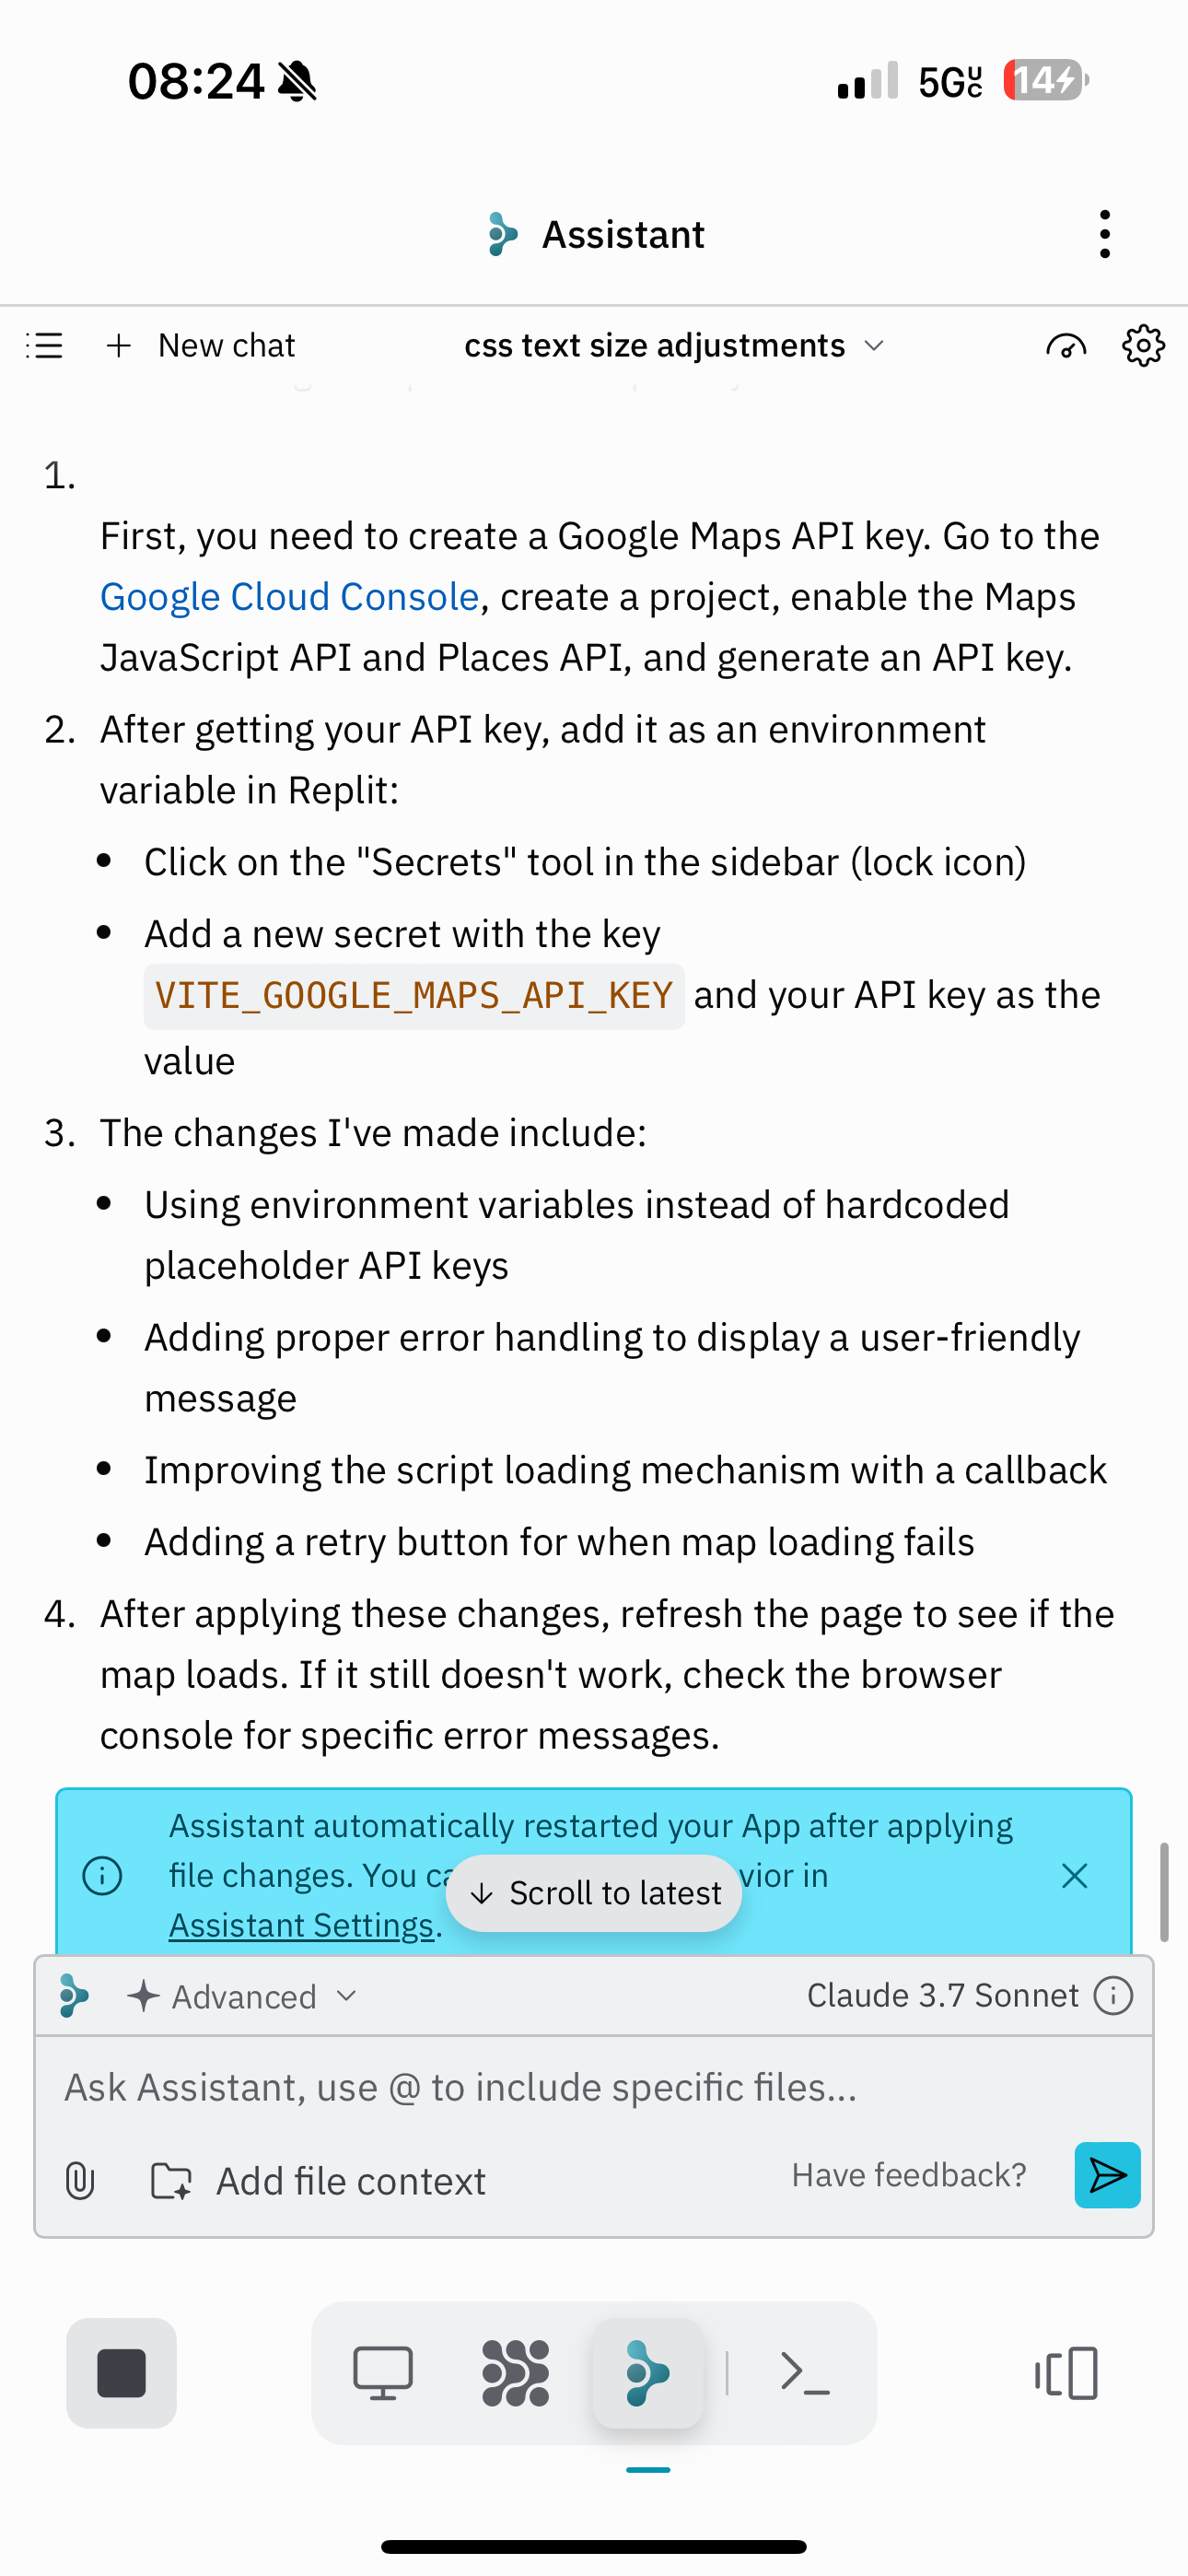 08:24
5G UC 14
Assistant
New chat
css text size adjustments
1.
First, you need to create a Google Maps API key. Go to the
Google Cloud Console, create a project, enable the Maps
JavaScript API and Places API, and generate an API key.
2. After getting your API key, add it as an environment
variable in Replit:
• Click on the "Secrets" tool in the sidebar (lock icon)
• Add a new secret with the key
VITE_GOOGLE_MAPS_API_KEY and your API key as the
value
3. The changes I've made include:
• Using environment variables instead of hardcoded
placeholder API keys
• Adding proper error handling to display a user-friendly
message
• Improving the script loading mechanism with a callback
• Adding a retry button for when map loading fails
4. After applying these changes, refresh the page to see if the
map loads. If it still doesn't work, check the browser
console for specific error messages.
Assistant automatically restarted your App after applying
file changes. You
in
Scroll to latest
Assistant Settings.
Advanced
Claude 3.7 Sonnet
Ask Assistant, use @ to include specific files...
Add file context
Have feedback?